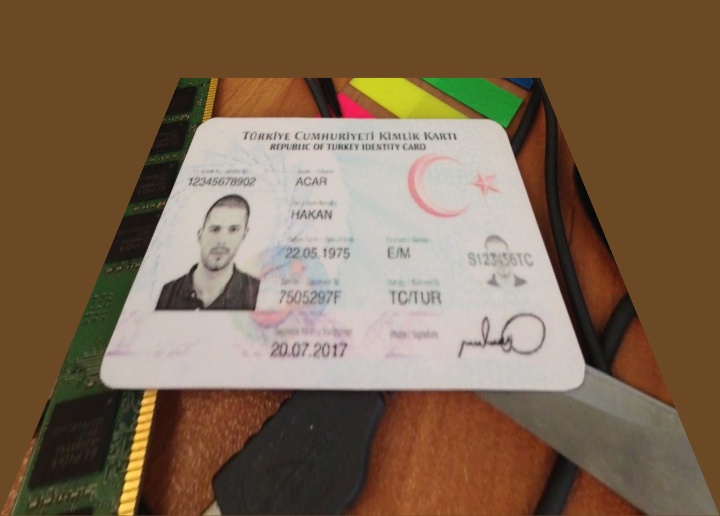 TÜRKİYE CUMHURİYETİ KİMLİK KARTI
REPUBLIC OF TURKEY IDENTITY CARD
12345678902
ACAR
HAKAN
22.05.1975
E/M
S123456TC
7505297F
TC/TUR
20.07.2017